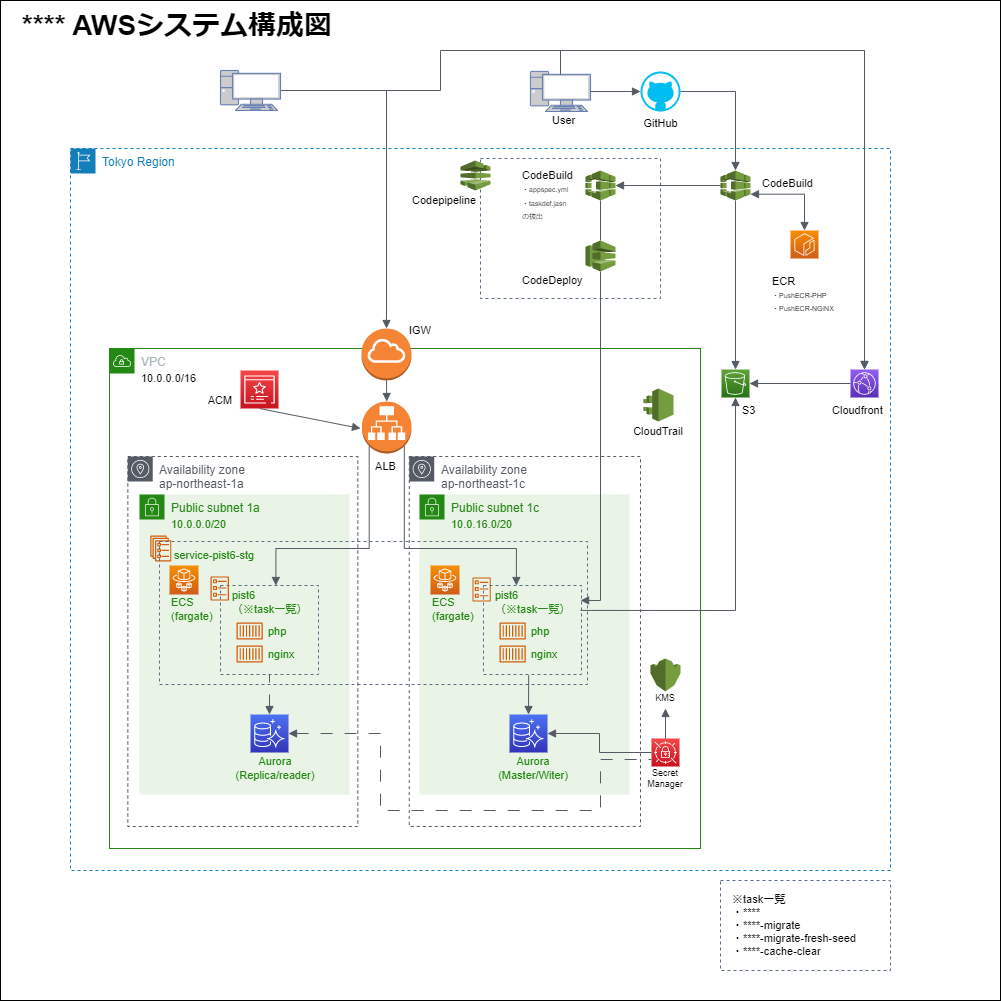 **** AWSシステム構成図
User
GitHub
Tokyo Region
Codepipeline
CodeBuild
・appspec.yml
・taskdef.jasn
の抜出
CodeDeploy
CodeBuild
ECR
・PushECR-PHP
・PushECR-NGINX
IGW
VPC
10.0.0.0/16
ACM
ALB
CloudTrail
S3
Cloudfront
Availability zone
ap-northeast-1a
Public subnet 1a
10.0.0.0/20
service-pist6-stg
ECS
(fargate)
pist6
（※task一覧）
php
nginx
Aurora
(Replica/reader)
Availability zone
ap-northeast-1c
Public subnet 1c
10.0.16.0/20
ECS
(fargate)
pist6
（※task一覧）
php
nginx
Aurora
(Master/Witer)
KMS
Secret
Manager
※task一覧
・****
・****-migrate
・****-migrate-fresh-seed
・****-cache-clear